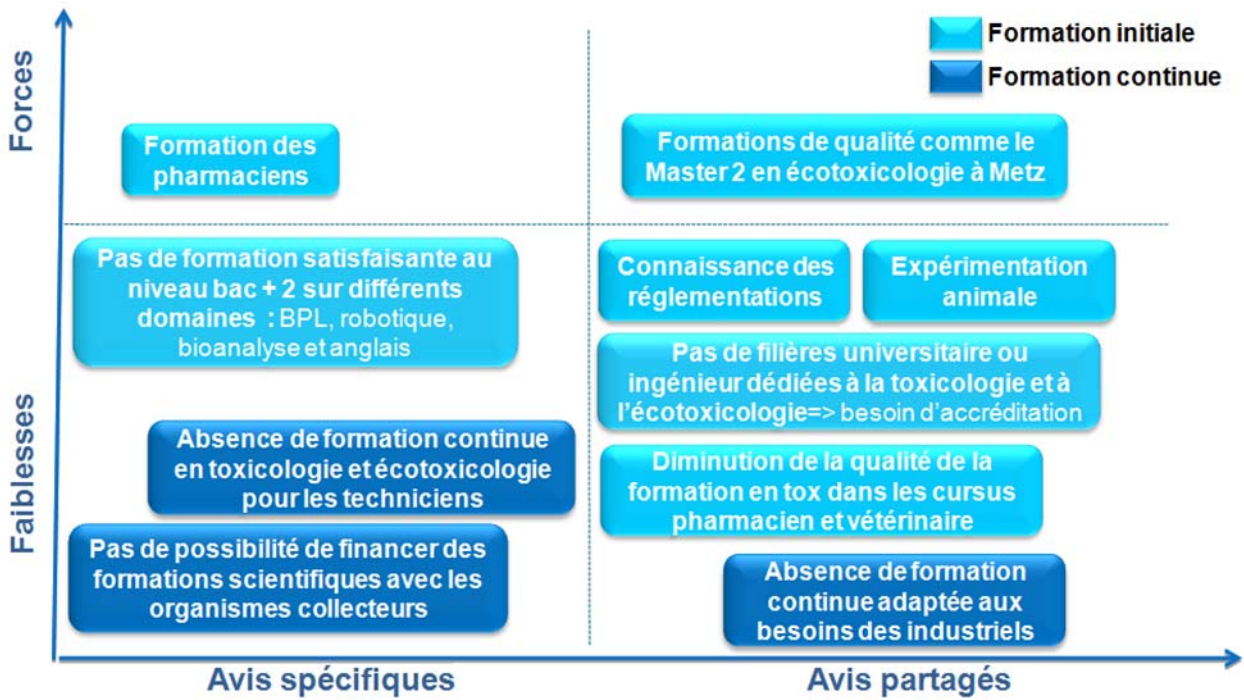 Formation initiale
Formation continue
Forces
Formation des
pharmaciens
Formations de qualité comme le
Master 2 en écotoxicologie à Metz
Faiblesses
Pas de formation satisfaisante au
niveau bac + 2 sur différents
domaines : BPL, robotique,
bioanalyse et anglais
Connaissance des
réglementations
Expérimentation
animale
Pas de filières universitaire ou
ingénieur dédiées à la toxicologie et à
l'écotoxicologie=> besoin d'accréditation
Absence de formation continue
en toxicologie et écotoxicologie
pour les techniciens
Diminution de la qualité de la
formation en tox dans les cursus
pharmacien et vétérinaire
Pas de possibilité de financer des
formations scientifiques avec les
organismes collecteurs
Absence de formation
continue adaptée aux
besoins des industriels
Avis spécifiques
Avis partagés